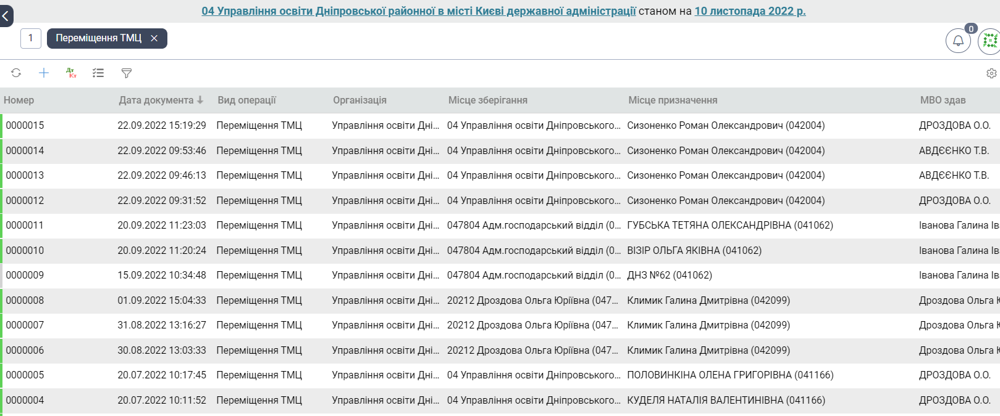 04 Управління освіти Дніпровської районної в місті Києві державної адміністрації станом на 10 листопада 2022 р.
1 Переміщення ТМЦ 0
Дт Кт
Номер Дата документа Вид операції Організація Місце зберігання Місце призначення МВО здав
0000015 22.09.2022 15:19:29 Переміщення ТМЦ Управління освіти Дні... 04 Управління освіти Дніпровського... Сизоненко Роман Олександрович (042004) ДРОЗДОВА О.О.
0000014 22.09.2022 09:53:46 Переміщення ТМЦ Управління освіти Дні... 04 Управління освіти Дніпровського... Сизоненко Роман Олександрович (042004) АВДЄЄНКО Т.В.
0000013 22.09.2022 09:46:13 Переміщення ТМЦ Управління освіти Дні... 04 Управління освіти Дніпровського... Сизоненко Роман Олександрович (042004) АВДЄЄНКО Т.В.
0000012 22.09.2022 09:31:52 Переміщення ТМЦ Управління освіти Дні... 04 Управління освіти Дніпровського... Сизоненко Роман Олександрович (042004) ДРОЗДОВА О.О.
0000011 20.09.2022 11:23:03 Переміщення ТМЦ Управління освіти Дні... 047804 Адм.господарський відділ (0... ГУБСЬКА ТЕТЯНА ОЛЕКСАНДРІВНА (041062) Іванова Галина Ів
0000010 20.09.2022 11:20:24 Переміщення ТМЦ Управління освіти Дні... 047804 Адм.господарський відділ (0... ВІЗІР ОЛЬГА ЯКІВНА (041062) Іванова Галина Ів
0000009 15.09.2022 10:34:48 Переміщення ТМЦ Управління освіти Дні... 047804 Адм.господарський відділ (0... ДНЗ №62 (041062) Іванова Галина Ів
0000008 01.09.2022 15:04:33 Переміщення ТМЦ Управління освіти Дні... 20212 Дроздова Ольга Юріївна (047... Климик Галина Дмитрівна (042099) Дроздова Ольга
0000007 31.08.2022 13:16:27 Переміщення ТМЦ Управління освіти Дні... 20212 Дроздова Ольга Юріївна (047... Климик Галина Дмитрівна (042099) Дроздова Ольга
0000006 30.08.2022 13:03:33 Переміщення ТМЦ Управління освіти Дні... 20212 Дроздова Ольга Юріївна (047... Климик Галина Дмитрівна (042099) Дроздова Ольга
0000005 20.07.2022 10:17:45 Переміщення ТМЦ Управління освіти Дні... 04 Управління освіти Дніпровського... ПОЛОВИНКІНА ОЛЕНА ГРИГОРІВНА (041166) ДРОЗДОВА О.О.
0000004 20.07.2022 10:11:52 Переміщення ТМЦ Управління освіти Дні... 04 Управління освіти Дніпровського... КУДЕЛЯ НАТАЛІЯ ВАЛЕНТИНІВНА (041166) ДРОЗДОВА О.О.